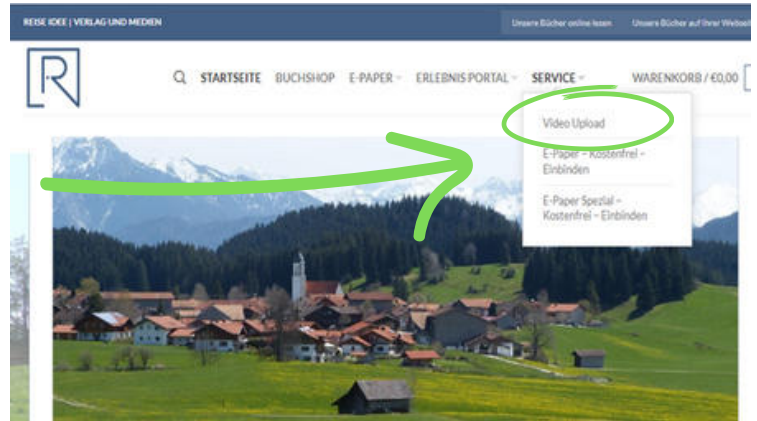 REISE IDEE | VERLAG UND MEDIEN
Unsere Bücher online lesen Unsere Bücher auf Ihrer
R
STARTSEITE BUCHSHOP E-PAPER ERLEBNIS PORTAL SERVICE WARENKORB / €0,00
Video Upload
E-Paper – Kostenfrei –
Einbinden
E-Paper Spezial –
Kostenfrei – Einbinden